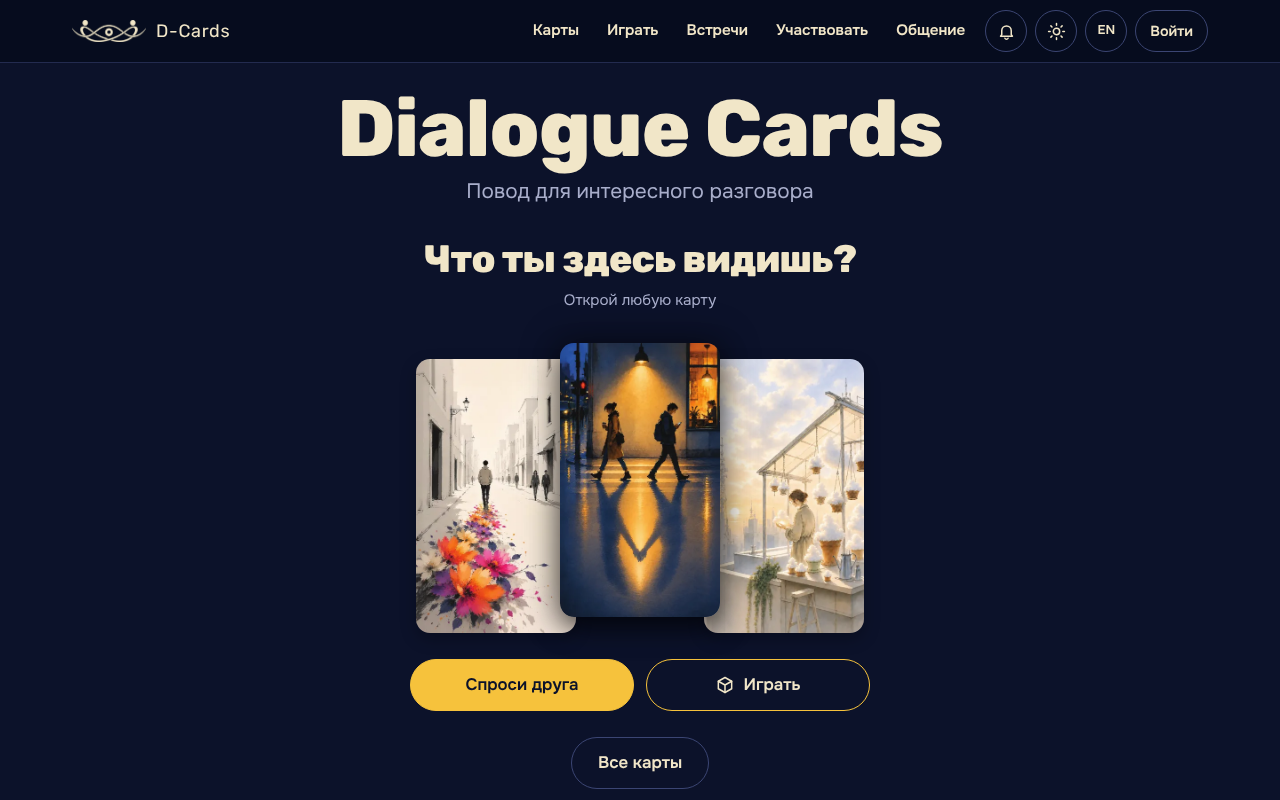 D-Cards
Карты
Играть
Встречи
Участвовать
Общение
EN
Войти
Dialogue Cards
Повод для интересного разговора
Что ты здесь видишь?
Открой любую карту
Спроси друга
Играть
Все карты